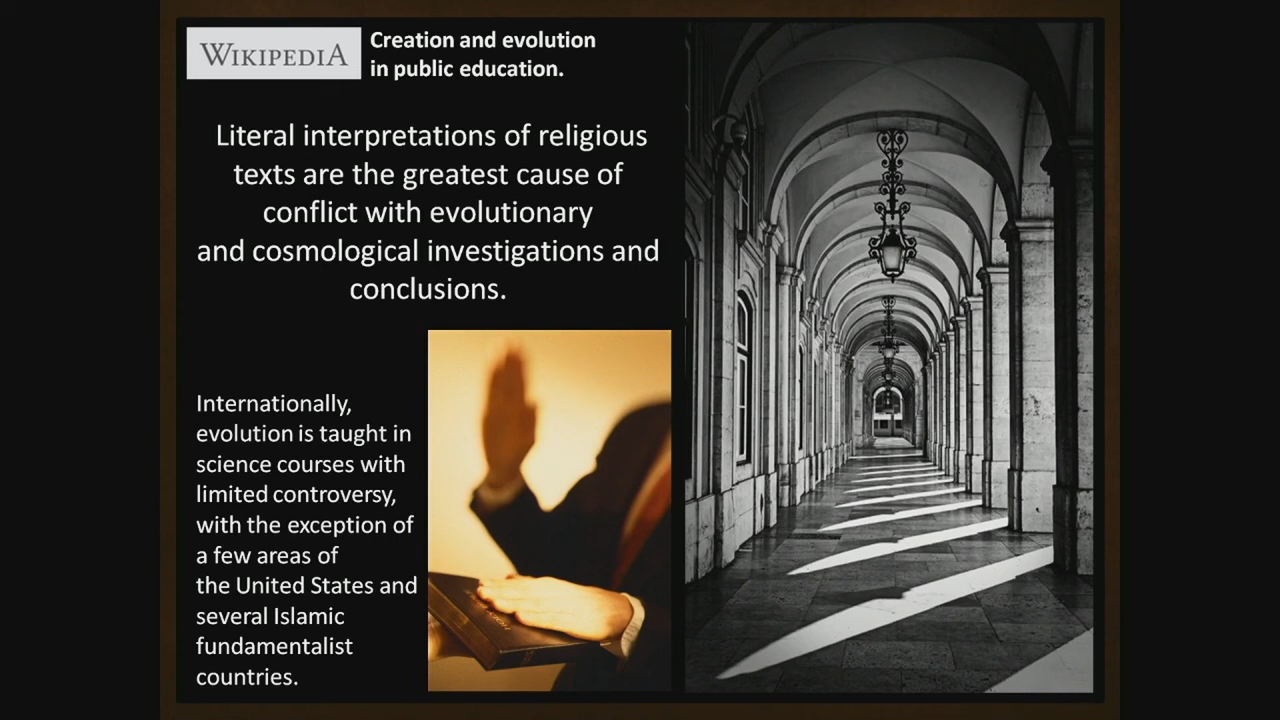 WIKIPEDIA
Creation and evolution
in public education.
Literal interpretations of religious
texts are the greatest cause of
conflict with evolutionary
and cosmological investigations and
conclusions.
Internationally,
evolution is taught in
science courses with
limited controversy,
with the exception of
a few areas of
the United States and
several Islamic
fundamentalist
countries.